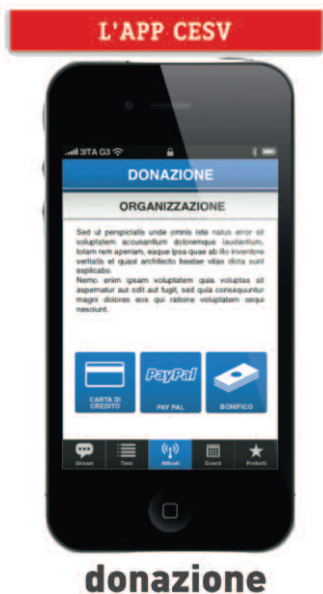 L'APP CESV
3ITA G3
DONAZIONE
ORGANIZZAZIONE
Sed ut perspiciatis unde omnis iste natus error sit
voluptatem accusantium doloremque laudantium,
totam rem aperiam, eaque ipsa quae ab illo inventore
veritatis et quasi architecto beatae vitae dicta sunt
explicabo.
Nemo enim ipsam voluptatem quia voluptas sit
aspernatur aut odit aut fugit, sed quia consequuntur
magni dolores eos qui ratione voluptatem sequi
nesciunt.
PayPal
CARTA DI
CREDITO
PAY PAL
BONIFICO
Stream
Temi
Attivati
Eventi
Preferiti
donazione